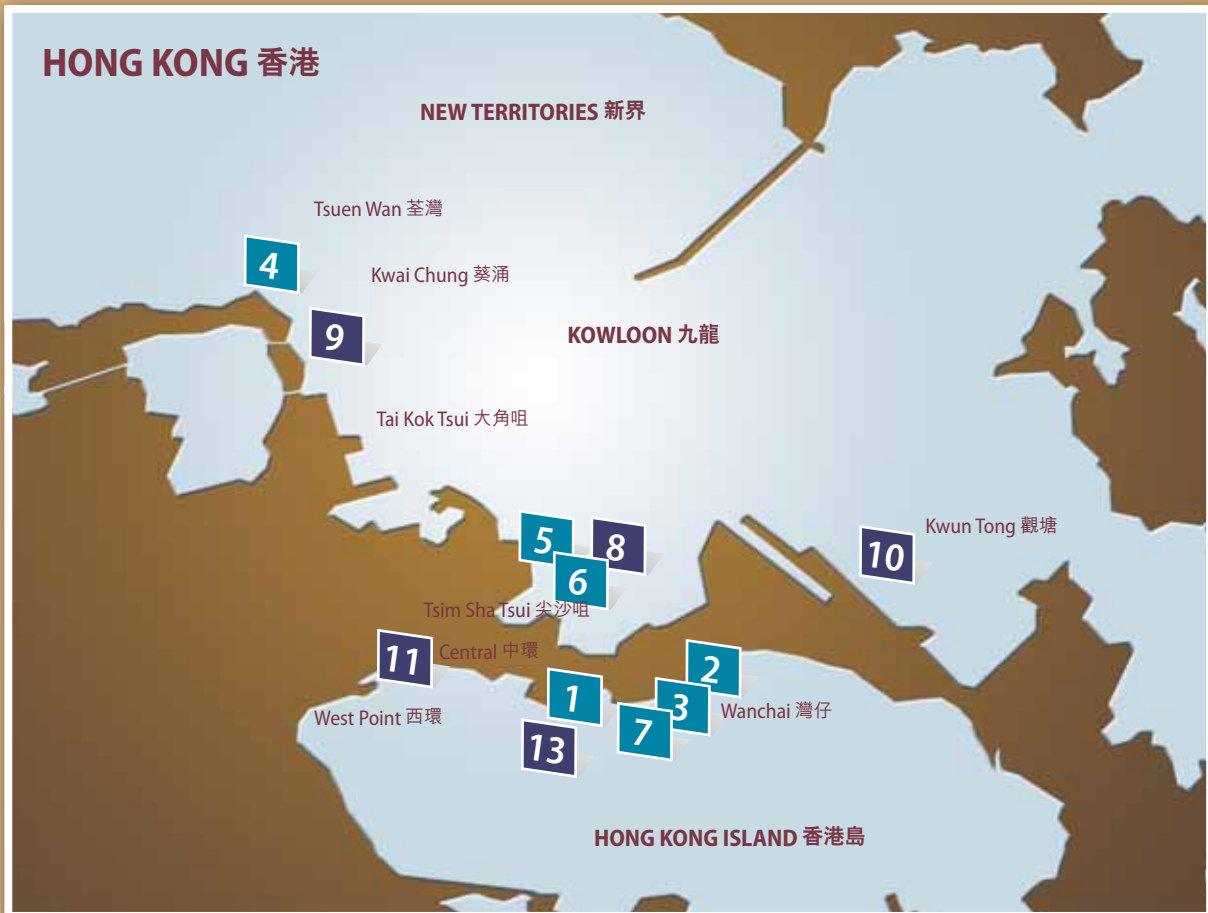 HONG KONG 香港
NEW TERRITORIES 新界
Tsuen Wan 荃灣
4
Kwai Chung 葵涌
9
KOWLOON 九龍
Tai Kok Tsui 大角咀
5
8
6
Kwun Tong 觀塘
10
Tsim Sha Tsui 尖沙咀
11
Central 中環
2
1
3
Wanchai 灣仔
West Point 西環
7
13
HONG KONG ISLAND 香港島